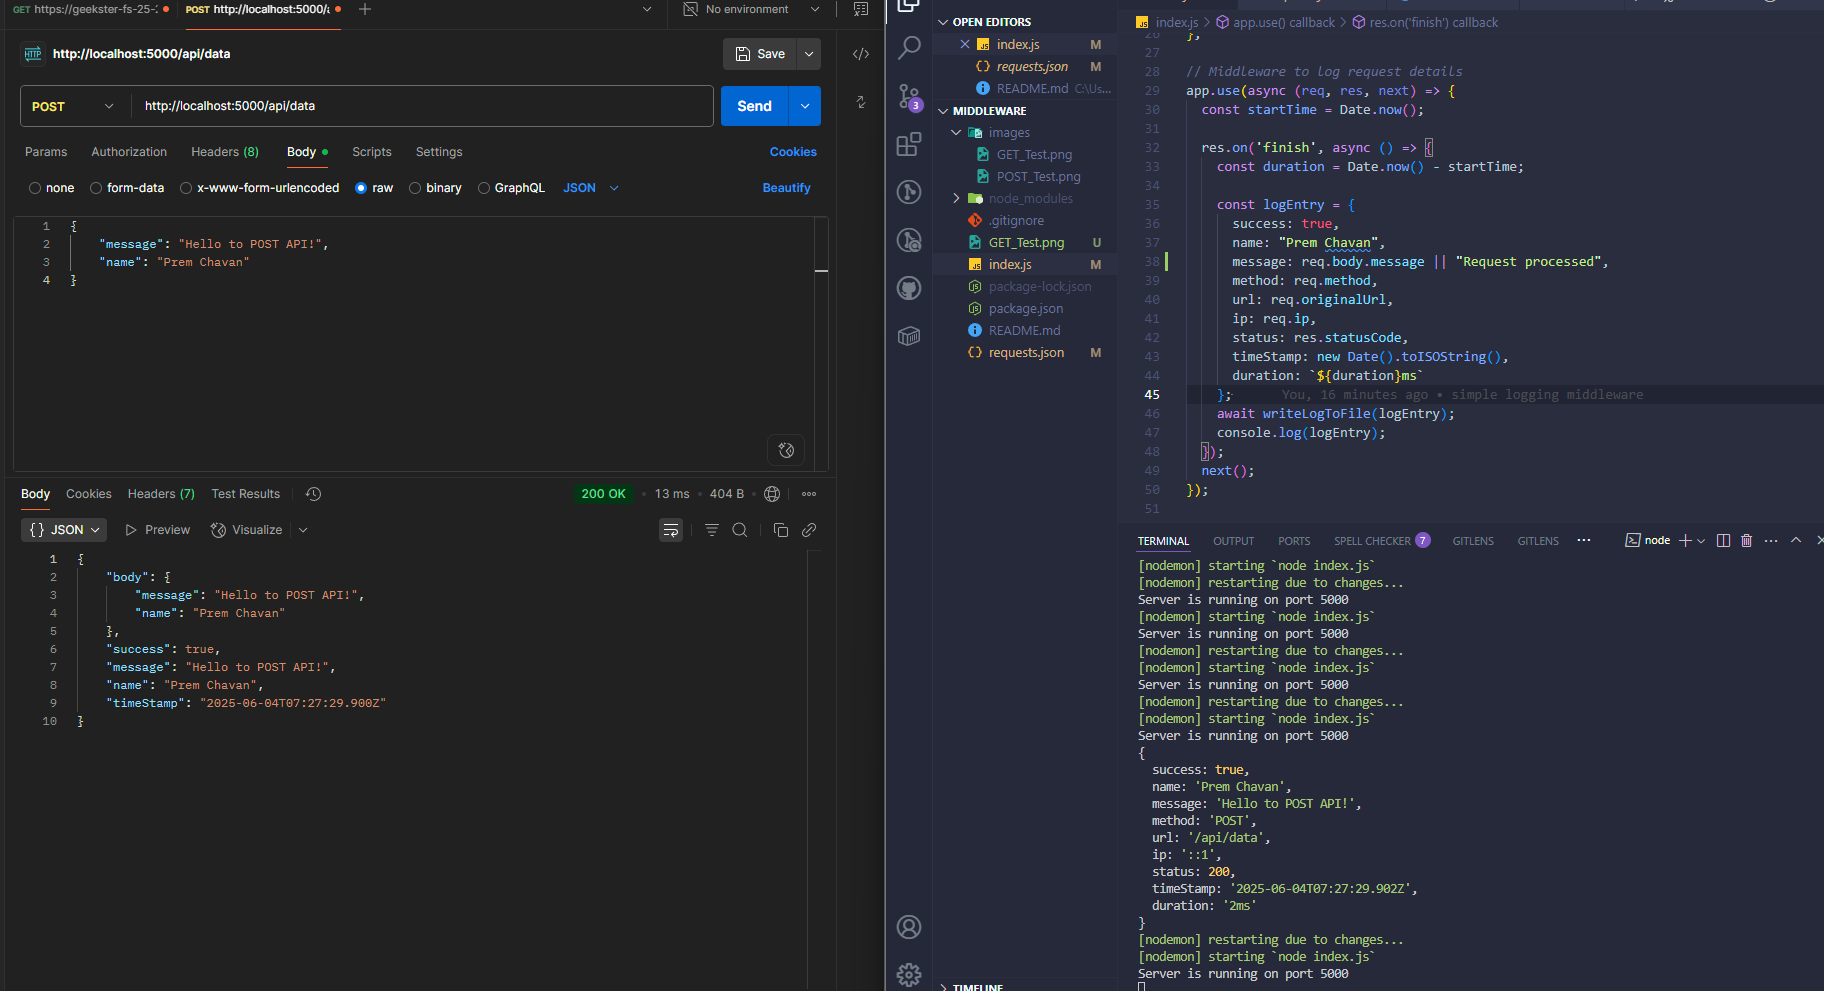 GET https://geekster-fs-25-
POST http://localhost:5000/
No environment
HTTP http://localhost:5000/api/data
Save
POST http://localhost:5000/api/data
Send
Params Authorization Headers (8) Body Scripts Settings Cookies
none form-data x-www-form-urlencoded raw binary GraphQL JSON Beautify
1 {
2 "message": "Hello to POST API!",
3 "name": "Prem Chavan"
4 }
Body Cookies Headers (7) Test Results 200 OK 13 ms 404 B
{} JSON Preview Visualize
1 {
2 "body": {
3 "message": "Hello to POST API!",
4 "name": "Prem Chavan"
5 },
6 "success": true,
7 "message": "Hello to POST API!",
8 "name": "Prem Chavan",
9 "timeStamp": "2025-06-04T07:27:29.900Z"
10 }
3
OPEN EDITORS
JS index.js M
{} requests.json M
README.md C:\Us...
MIDDLEWARE
images
GET_Test.png
POST_Test.png
node_modules
.gitignore
GET_Test.png U
JS index.js M
package-lock.json
package.json
README.md
{} requests.json M
TIMELINE
JS index.js > app.use() callback > res.on('finish') callback
26 },
27
28 // Middleware to log request details
29 app.use(async (req, res, next) => {
30 const startTime = Date.now();
31
32 res.on('finish', async () => {
33 const duration = Date.now() - startTime;
34
35 const logEntry = {
36 success: true,
37 name: "Prem Chavan",
38 message: req.body.message || "Request processed",
39 method: req.method,
40 url: req.originalUrl,
41 ip: req.ip,
42 status: res.statusCode,
43 timeStamp: new Date().toISOString(),
44 duration: `${duration}ms`
45 }; You, 16 minutes ago • simple logging middleware
46 await writeLogToFile(logEntry);
47 console.log(logEntry);
48 });
49 next();
50 });
51
TERMINAL OUTPUT PORTS SPELL CHECKER 7 GITLENS GITLENS ··· node
[nodemon] starting `node index.js`
[nodemon] restarting due to changes...
Server is running on port 5000
[nodemon] starting `node index.js`
Server is running on port 5000
[nodemon] restarting due to changes...
[nodemon] starting `node index.js`
Server is running on port 5000
[nodemon] restarting due to changes...
[nodemon] starting `node index.js`
Server is running on port 5000
{
success: true,
name: 'Prem Chavan',
message: 'Hello to POST API!',
method: 'POST',
url: '/api/data',
ip: '::1',
status: 200,
timeStamp: '2025-06-04T07:27:29.902Z',
duration: '2ms'
}
[nodemon] restarting due to changes...
[nodemon] starting `node index.js`
Server is running on port 5000